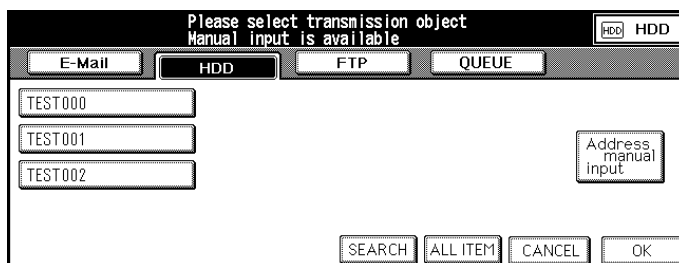 Please select transmission object
Manual input is available
HDD HDD
E-Mail HDD FTP QUEUE
TEST000
TEST001
TEST002
Address
manual
input
SEARCH ALL ITEM CANCEL OK